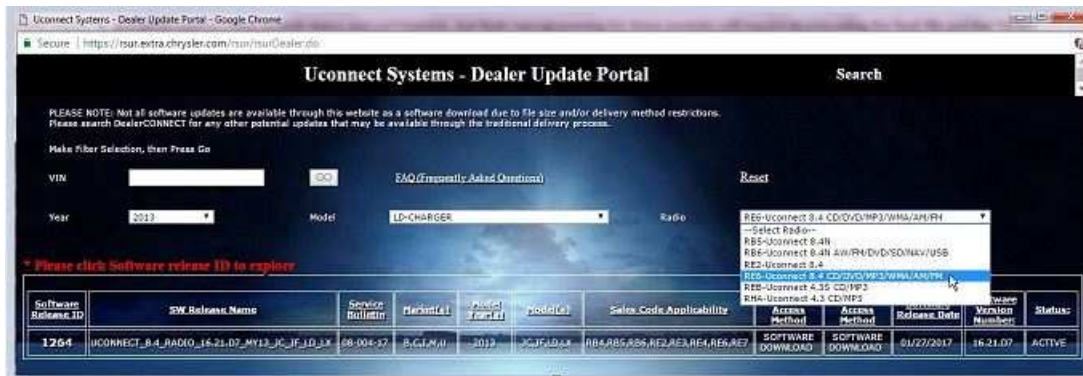 Uconnect Systems - Dealer Update Portal - Google Chrome
Secure https://rsur.extra.chrysler.com/rsur/rsurDealer.do
Uconnect Systems - Dealer Update Portal Search
PLEASE NOTE: Not all software updates are available through this website as a software download due to file size and/or delivery method restrictions.
Please search DealerCONNECT for any other potential updates that may be available through the traditional delivery process.
Make Filter Selection, then Press Go
VIN GO FAQ (Frequently Asked Questions) Reset
Year 2013 Model LD-CHARGER Radio RE6-Uconnect 8.4 CD/DVD/MP3/WMA/AM/FM
--Select Radio--
RB5-Uconnect 8.4N
RB6-Uconnect 8.4N AW/FM/DVD/SD/NAV/USB
RE2-Uconnect 8.4
RE6-Uconnect 8.4 CD/DVD/MP3/WMA/AM/FM
REB-Uconnect 4.3S CD/MP3
RHA-Uconnect 4.3 CD/MP3
* Please click Software release ID to explore
Software Release ID SW Release Name Service Bulletin Market(s) Model Year(s) Model(s) Sales Code Applicability Access Method Access Method Release Date Version Number: Status:
1264 UCONNECT_8.4_RADIO_16.21.07_MY13_JC_JF_LD_LX 08-004-17 2013 JC,JF,LD,LX RB4,RB5,RB6,RE2,RE3,RE4,RE6,RE7 SOFTWARE DOWNLOAD SOFTWARE DOWNLOAD 01/27/2017 16.21.07 ACTIVE